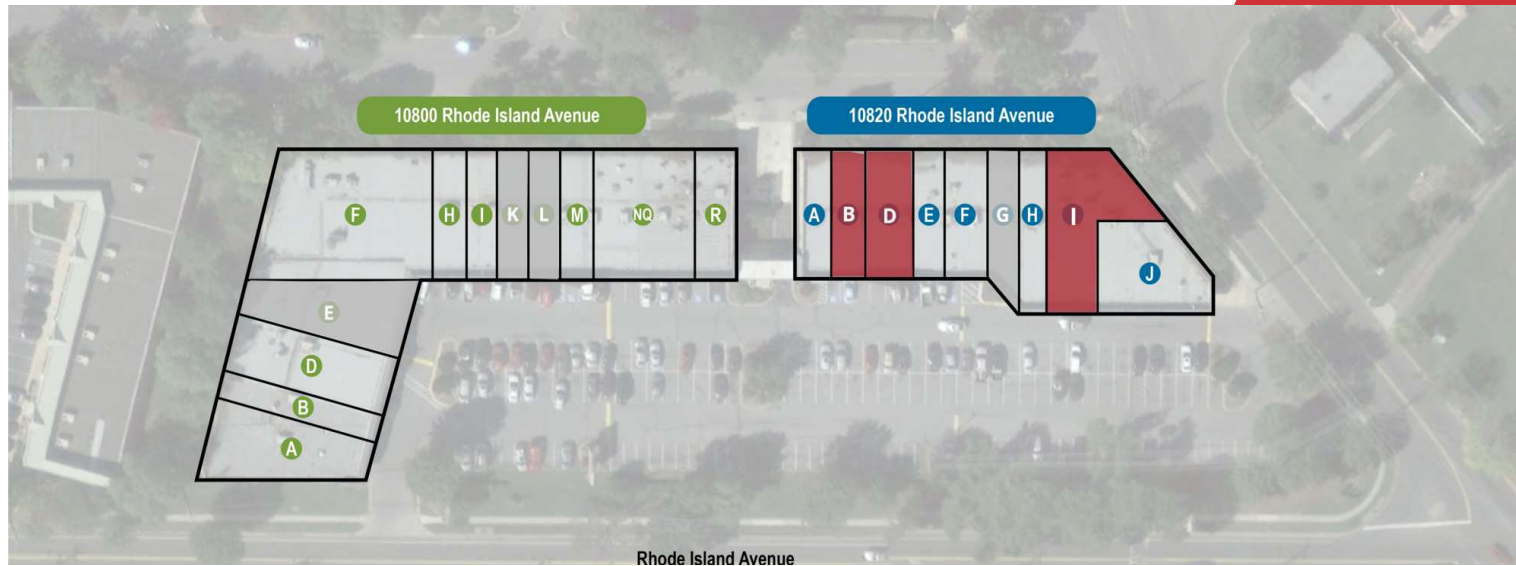 10800 Rhode Island Avenue
10820 Rhode Island Avenue
F H I K L M NQ R
A B D E F G H I
J
E
D
B
A
Rhode Island Avenue